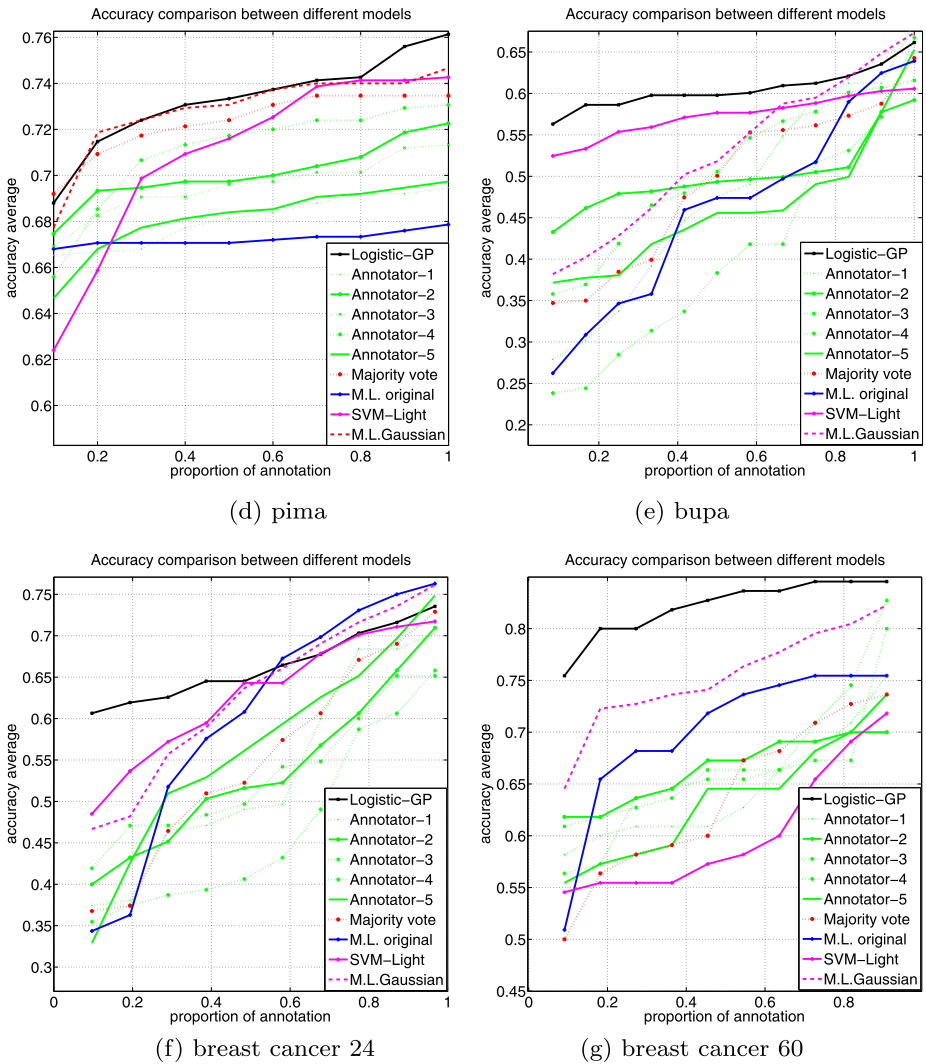 Accuracy comparison between different models
0.76
0.74
0.72
0.7
0.68
0.66
0.64
0.62
0.6
accuracy average
0.2
0.4
0.6
0.8
1
proportion of annotation
Logistic-GP
Annotator-1
Annotator-2
Annotator-3
Annotator-4
Annotator-5
Majority vote
M.L. original
SVM-Light
M.L.Gaussian
(d) pima
Accuracy comparison between different models
0.65
0.6
0.55
0.5
0.45
0.4
0.35
0.3
0.25
0.2
accuracy average
0.2
0.4
0.6
0.8
1
proportion of annotation
Logistic-GP
Annotator-1
Annotator-2
Annotator-3
Annotator-4
Annotator-5
Majority vote
M.L. original
SVM-Light
M.L.Gaussian
(e) bupa
Accuracy comparison between different models
0.75
0.7
0.65
0.6
0.55
0.5
0.45
0.4
0.35
0.3
accuracy average
0
0.2
0.4
0.6
0.8
1
proportion of annotation
Logistic-GP
Annotator-1
Annotator-2
Annotator-3
Annotator-4
Annotator-5
Majority vote
M.L. original
SVM-Light
M.L.Gaussian
(f) breast cancer 24
Accuracy comparison between different models
0.8
0.75
0.7
0.65
0.6
0.55
0.5
0.45
accuracy average
0
0.2
0.4
0.6
0.8
proportion of annotation
Logistic-GP
Annotator-1
Annotator-2
Annotator-3
Annotator-4
Annotator-5
Majority vote
M.L. original
SVM-Light
M.L.Gaussian
(g) breast cancer 60